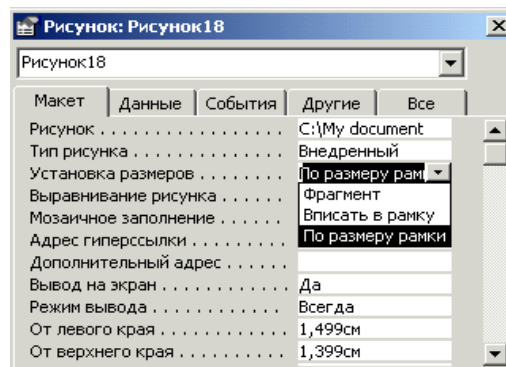 Рисунок: Рисунок18
Рисунок18
Макет Данные События Другие Все
Рисунок . . . . . . . . . . . . . . . . . C:\My document
Тип рисунка . . . . . . . . . . . . . . Внедренный
Установка размеров . . . . . . . . По размеру рам
Выравнивание рисунка . . . . . . Фрагмент
Мозаичное заполнение . . . . . . Вписать в рамку
Адрес гиперссылки . . . . . . . . . По размеру рамки
Дополнительный адрес . . . . . .
Вывод на экран . . . . . . . . . . . . Да
Режим вывода . . . . . . . . . . . . . Всегда
От левого края . . . . . . . . . . . . 1,499см
От верхнего края . . . . . . . . . . 1,399см